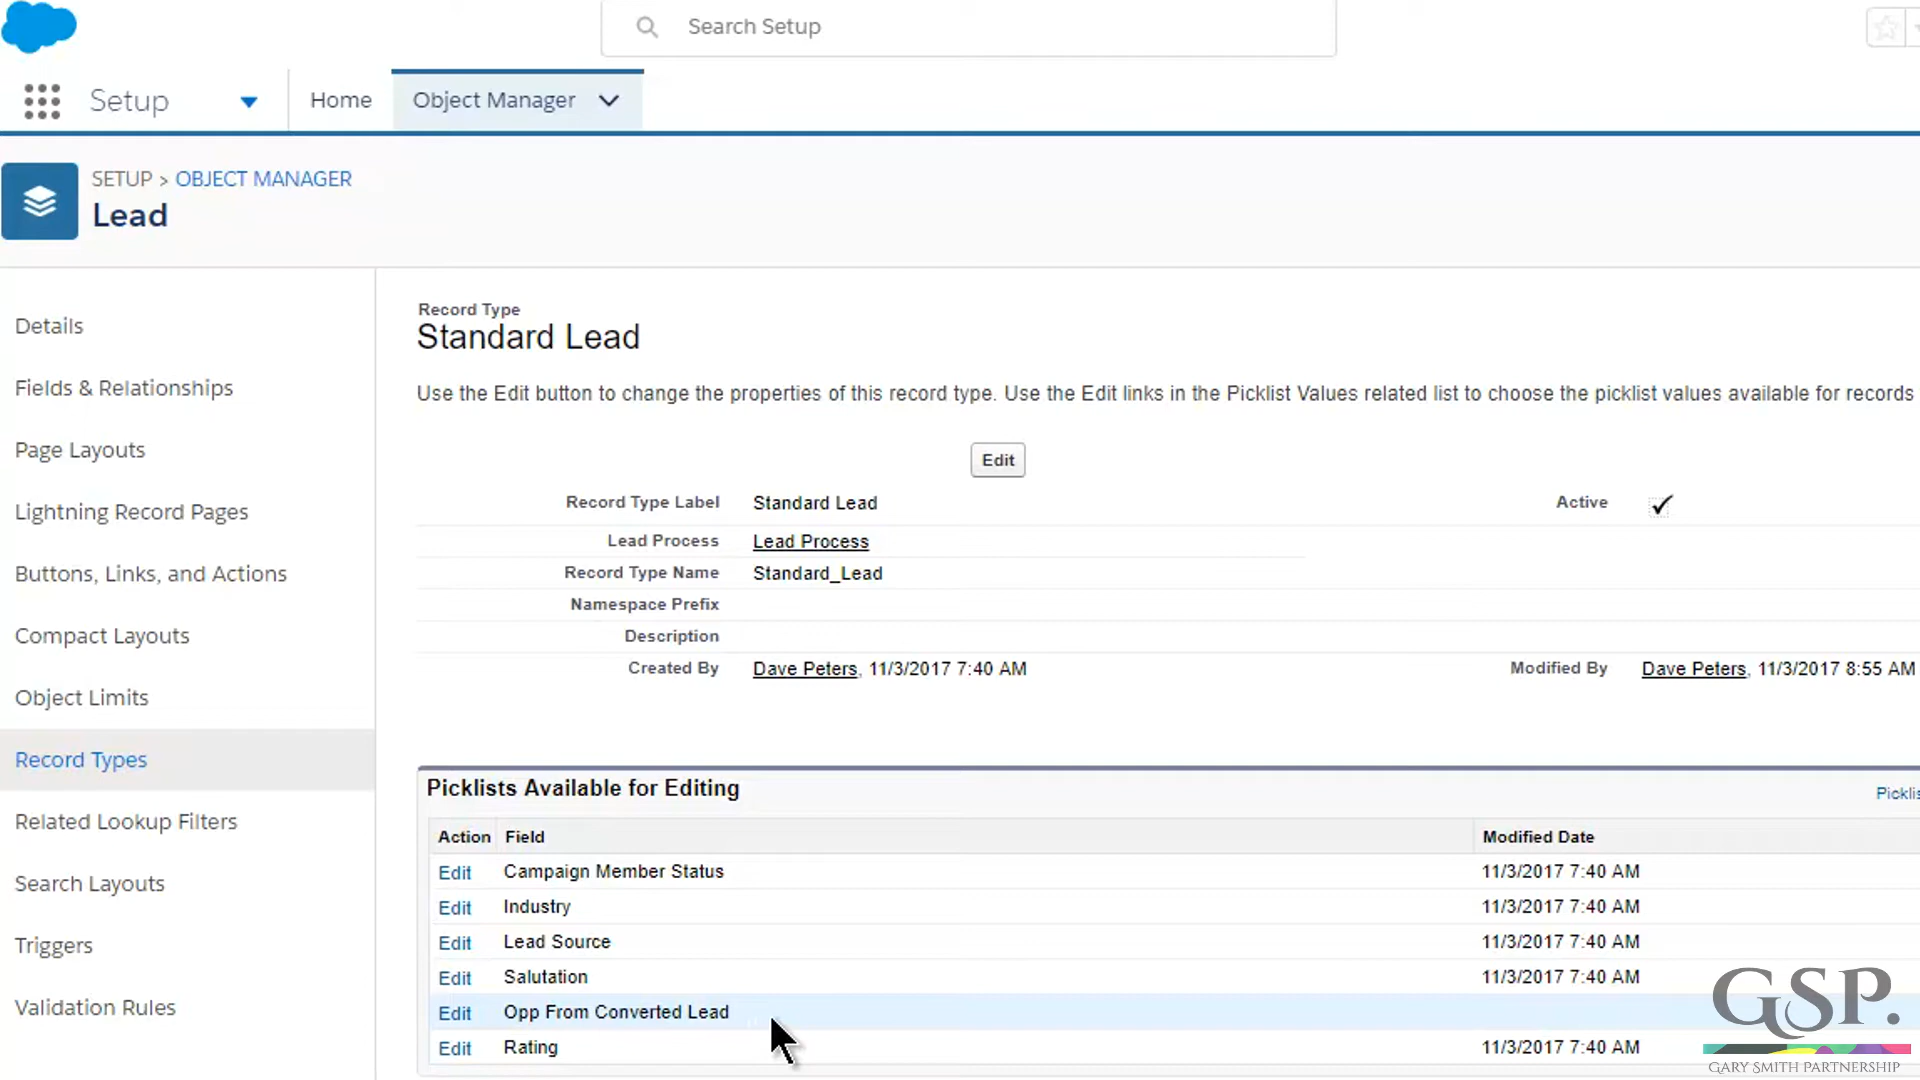 Search Setup
Setup
Home
Object Manager
SETUP > OBJECT MANAGER
Lead
Details
Fields & Relationships
Page Layouts
Lightning Record Pages
Buttons, Links, and Actions
Compact Layouts
Object Limits
Record Types
Related Lookup Filters
Search Layouts
Triggers
Validation Rules
Record Type
Standard Lead
Use the Edit button to change the properties of this record type. Use the Edit links in the Picklist Values related list to choose the picklist values available for records
Edit
Record Type Label Standard Lead Active
Lead Process Lead Process
Record Type Name Standard_Lead
Namespace Prefix
Description
Created By Dave Peters, 11/3/2017 7:40 AM Modified By Dave Peters, 11/3/2017 8:55 AM
Picklists Available for Editing
Picklis
Action Field Modified Date
Edit Campaign Member Status 11/3/2017 7:40 AM
Edit Industry 11/3/2017 7:40 AM
Edit Lead Source 11/3/2017 7:40 AM
Edit Salutation 11/3/2017 7:40 AM
Edit Opp From Converted Lead
Edit Rating 11/3/2017 7:40 AM
GSP.
GARY SMITH PARTNERSHIP